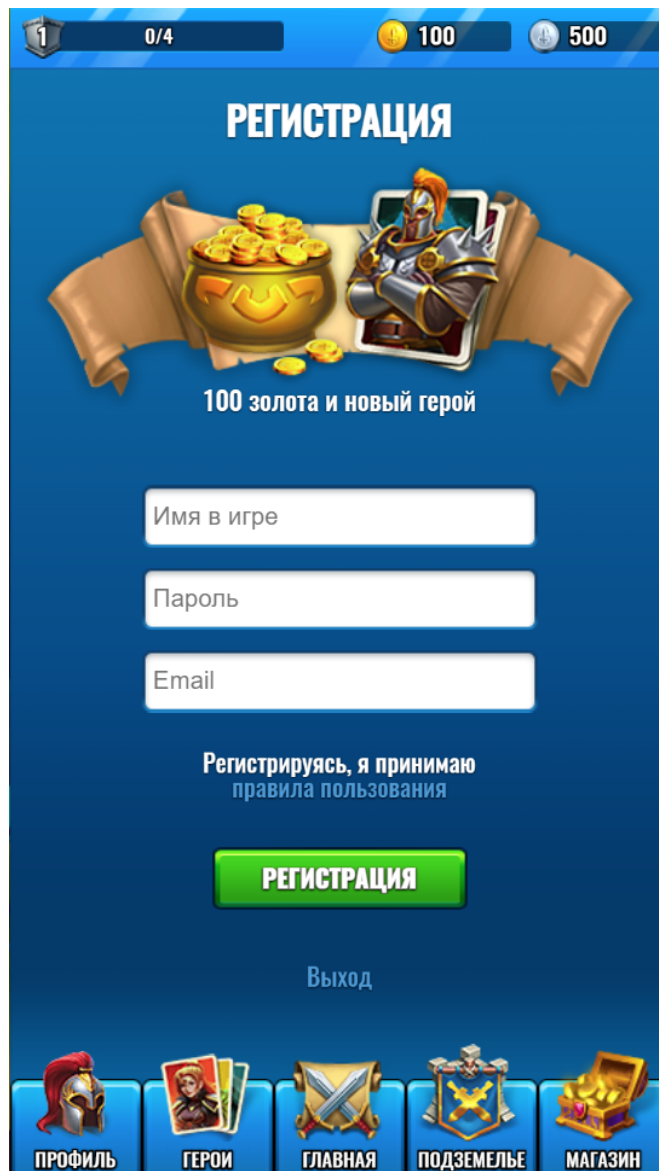 1 0/4 100 500
РЕГИСТРАЦИЯ
100 золота и новый герой
Имя в игре
Пароль
Email
Регистрируясь, я принимаю
правила пользования
РЕГИСТРАЦИЯ
Выход
ПРОФИЛЬ ГЕРОИ ГЛАВНАЯ ПОДЗЕМЕЛЬЕ МАГАЗИН